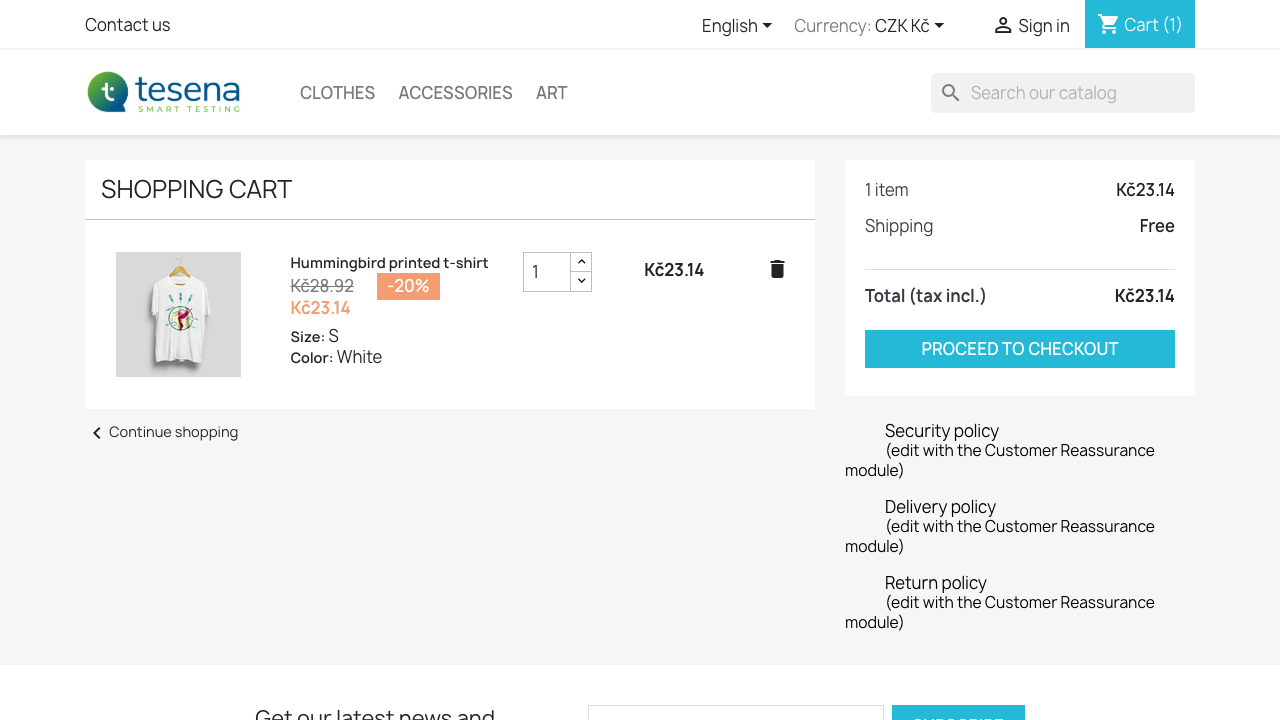 Contact us
English
Currency: CZK Kč
Sign in
Cart (1)
tesena
SMART TESTING
CLOTHES
ACCESSORIES
ART
Search our catalog
SHOPPING CART
Hummingbird printed t-shirt
Kč28.92 -20%
Kč23.14
Size: S
Color: White
1
Kč23.14
Continue shopping
1 item Kč23.14
Shipping Free
Total (tax incl.) Kč23.14
PROCEED TO CHECKOUT
Security policy
(edit with the Customer Reassurance
module)
Delivery policy
(edit with the Customer Reassurance
module)
Return policy
(edit with the Customer Reassurance
module)
Get our latest news and
SUBSCRIBE